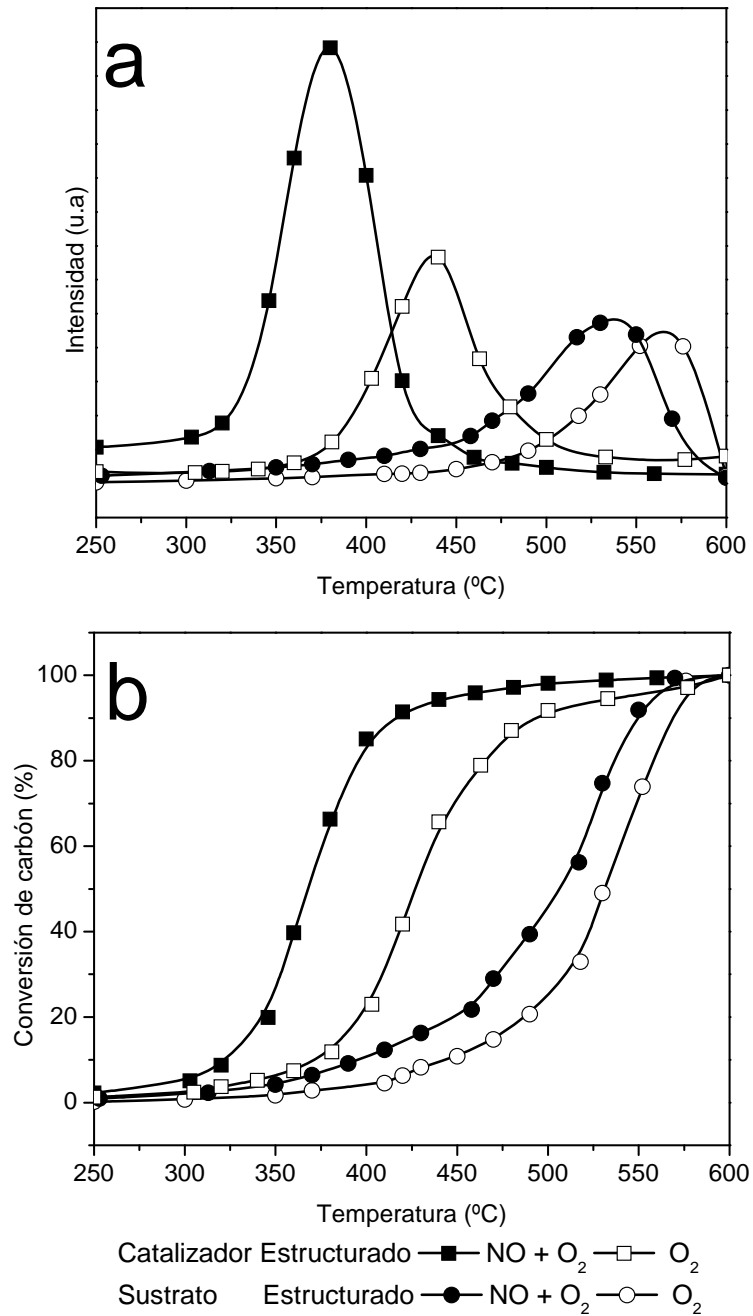 a
Intensidad (u.a)
250 300 350 400 450 500 550 600
Temperatura (ºC)
b
Conversión de carbón (%)
100
80
60
40
20
0
250 300 350 400 450 500 550 600
Temperatura (ºC)
Catalizador Estructurado NO + O₂ O₂
Sustrato Estructurado NO + O₂ O₂